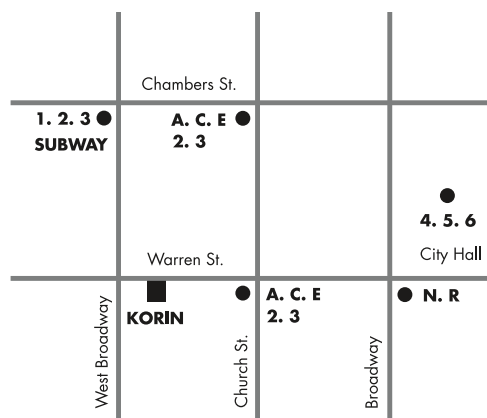 Chambers St.
1. 2. 3
SUBWAY
A. C. E
2. 3
4. 5. 6
City Hall
Warren St.
KORIN
A. C. E
2. 3
N. R
West Broadway
Church St.
Broadway